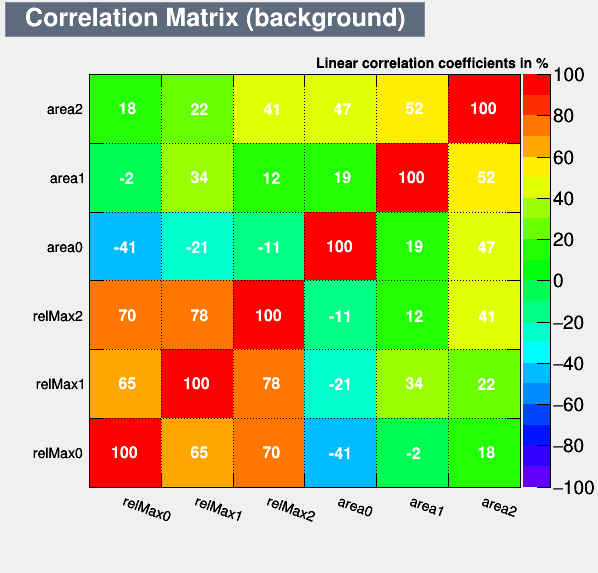 Correlation Matrix (background)
Linear correlation coefficients in %
area2 18 22 41 47 52 100
area1 -2 34 12 19 100 52
area0 -41 -21 -11 100 19 47
relMax2 70 78 100 -11 12 41
relMax1 65 100 78 -21 34 22
relMax0 100 65 70 -41 -2 18
relMax0 relMax1 relMax2 area0 area1 area2
100
80
60
40
20
0
−20
−40
−60
−80
−100